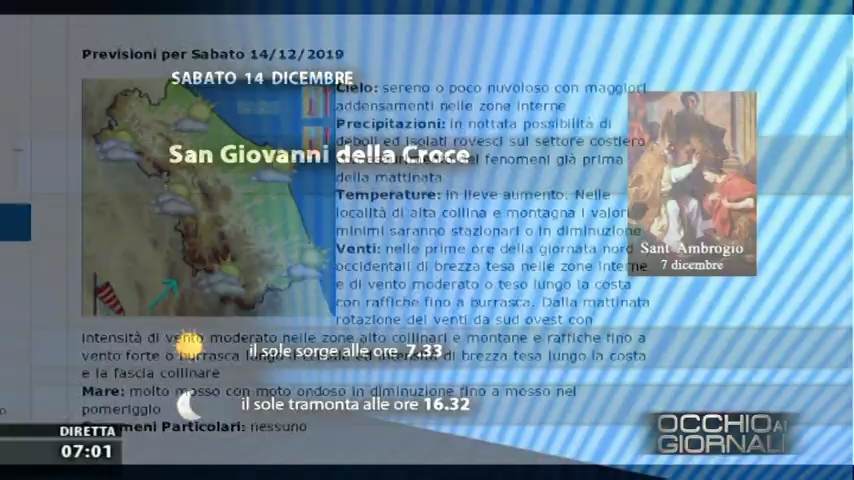 Previsioni per Sabato 14/12/2019
SABATO 14 DICEMBRE
San Giovanni della Croce
Cielo: sereno o poco nuvoloso con maggiori
addensamenti nelle zone interne
Precipitazioni: in nottata possibilità di
deboli ed isolati rovesci sul settore costiero
fenomeni già prima
della mattinata
Temperature: in lieve aumento. Nelle
località di alta collina e montagna i valori
minimi saranno stazionari o in diminuzione
Venti: nelle prime ore della giornata nord
occidentali di brezza tesa nelle zone interne
e di vento moderato o teso lungo la costa
con raffiche fino a burrasca. Dalla mattinata
rotazione dei venti da sud ovest con
intensità di vento moderato nelle zone alto collinari e montane e raffiche fino a
vento forte o burrasca lungo di brezza tesa lungo la costa
e la fascia collinare
Mare: molto mosso con moto ondoso in diminuzione fino a mosso nel
pomeriggio
Fenomeni Particolari: nessuno
il sole sorge alle ore 7.33
il sole tramonta alle ore 16.32
Sant' Ambrogio
7 dicembre
DIRETTA
07:01
OCCHIO AI
GIORNALI